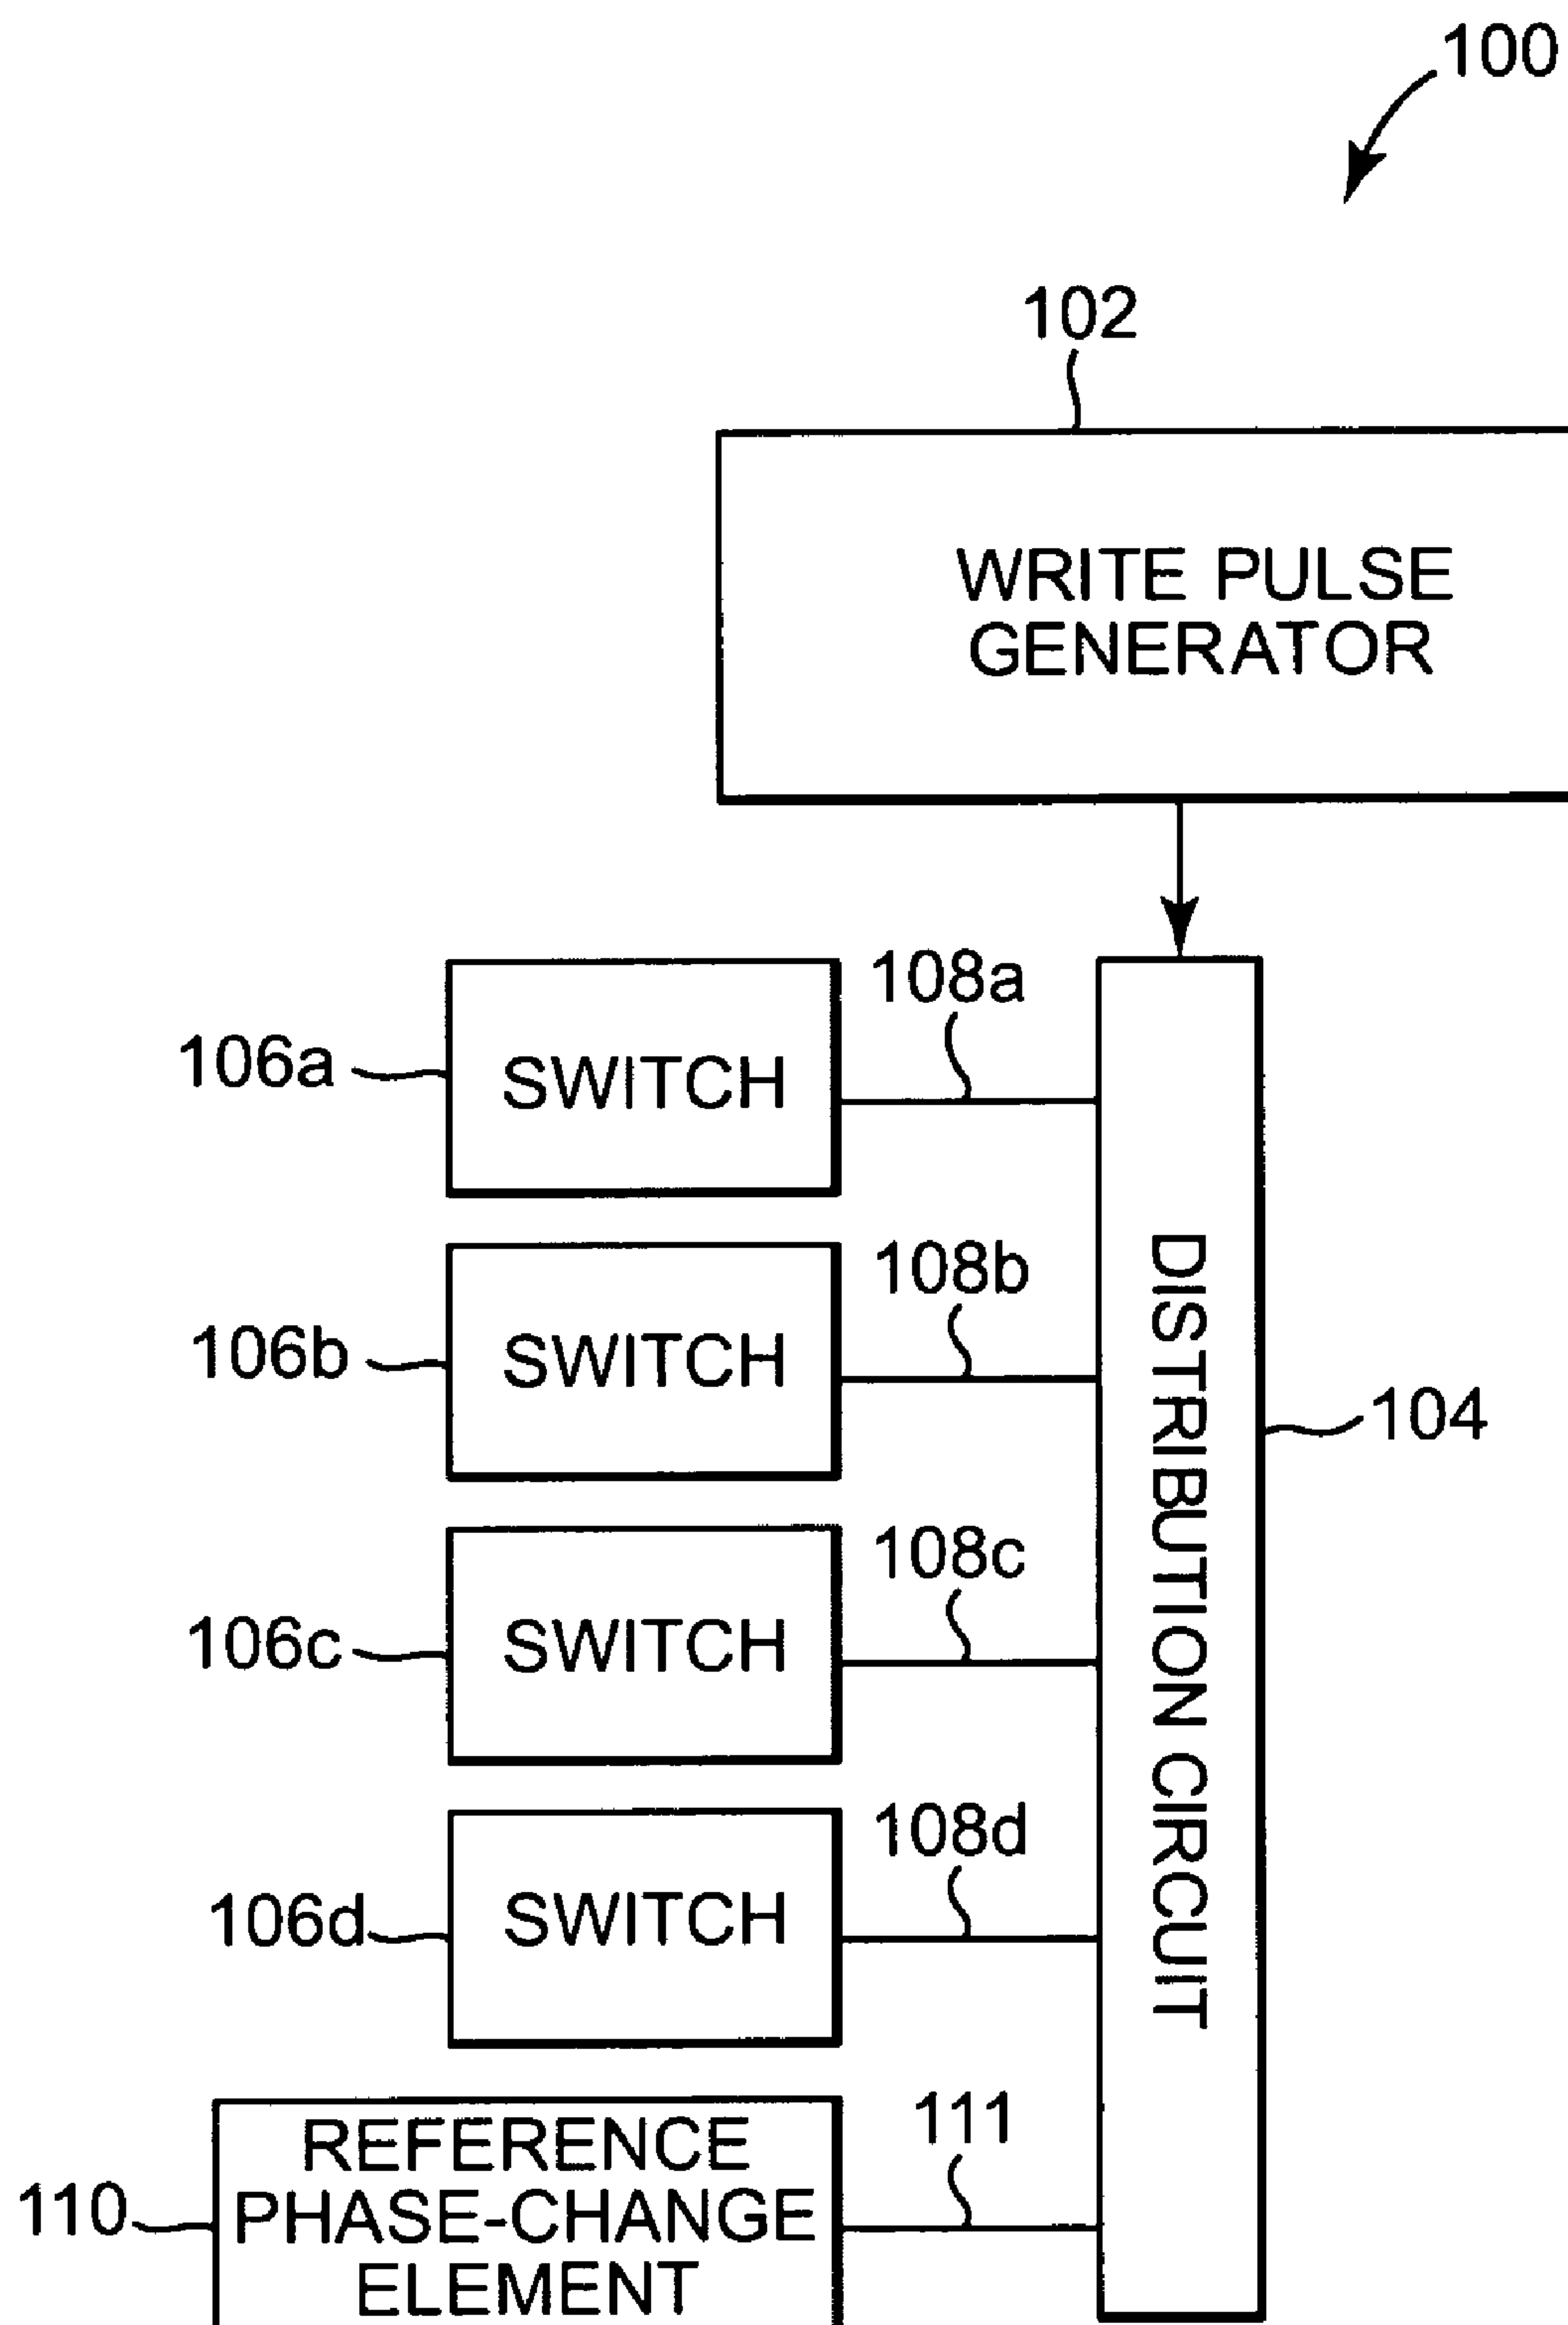 100
102
WRITE PULSE
GENERATOR
108a
106a
SWITCH
108b
106b
SWITCH
104
108c
106c
SWITCH
108d
106d
SWITCH
DISTRIBUTION CIRCUIT
111
110
REFERENCE
PHASE-CHANGE
ELEMENT